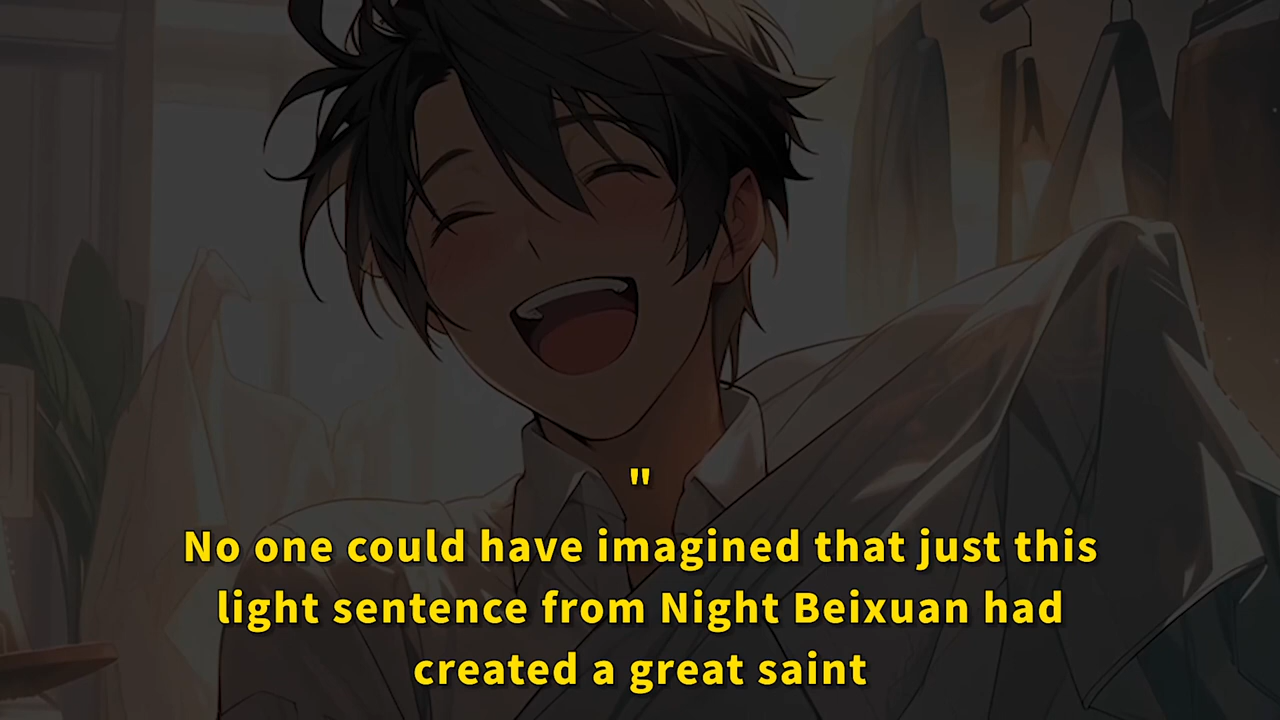 "
No one could have imagined that just this
light sentence from Night Beixuan had
created a great saint